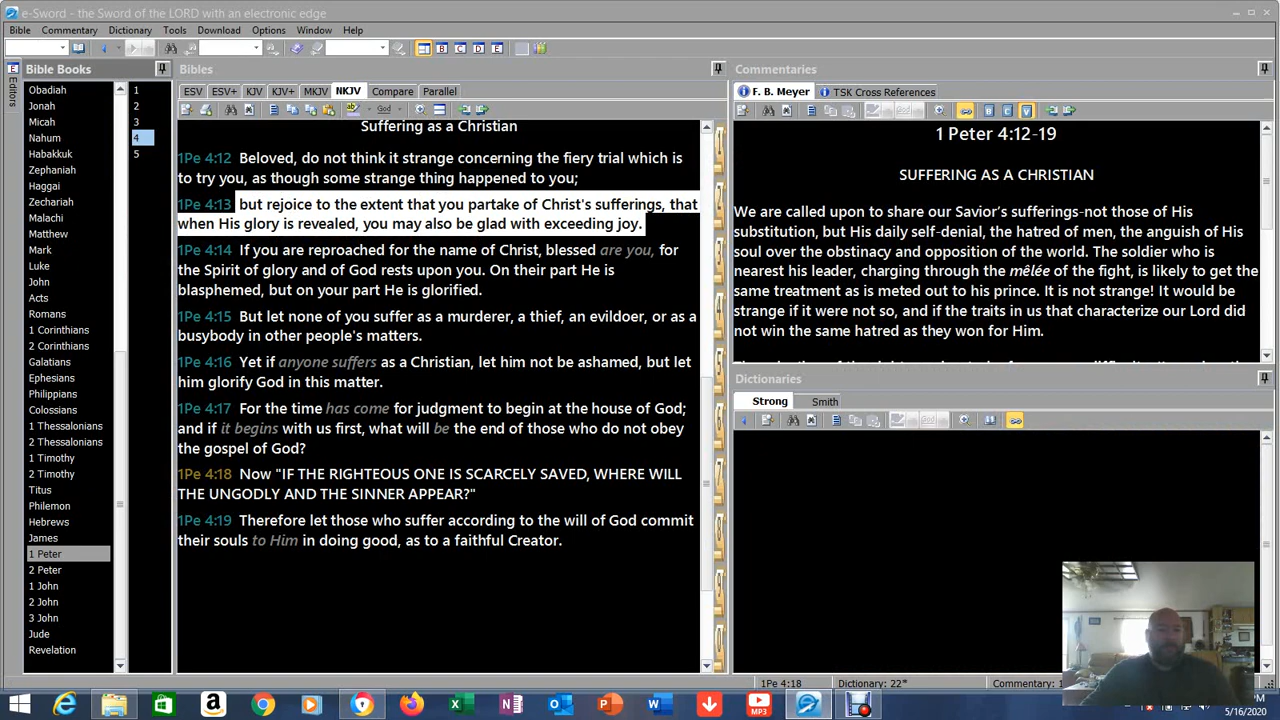 e-Sword - the Sword of the LORD with an electronic edge
Bible Commentary Dictionary Tools Download Options Window Help
B C D E
Editors
Bible Books
Obadiah
Jonah
Micah
Nahum
Habakkuk
Zephaniah
Haggai
Zechariah
Malachi
Matthew
Mark
Luke
John
Acts
Romans
1 Corinthians
2 Corinthians
Galatians
Ephesians
Philippians
Colossians
1 Thessalonians
2 Thessalonians
1 Timothy
2 Timothy
Titus
Philemon
Hebrews
James
1 Peter
2 Peter
1 John
2 John
3 John
Jude
Revelation
1
2
3
4
5
Bibles
ESV ESV+ KJV KJV+ MKJV NKJV Compare Parallel
God
Suffering as a Christian
1Pe 4:12 Beloved, do not think it strange concerning the fiery trial which is
to try you, as though some strange thing happened to you;
1Pe 4:13 but rejoice to the extent that you partake of Christ's sufferings, that
when His glory is revealed, you may also be glad with exceeding joy.
1Pe 4:14 If you are reproached for the name of Christ, blessed are you, for
the Spirit of glory and of God rests upon you. On their part He is
blasphemed, but on your part He is glorified.
1Pe 4:15 But let none of you suffer as a murderer, a thief, an evildoer, or as a
busybody in other people's matters.
1Pe 4:16 Yet if anyone suffers as a Christian, let him not be ashamed, but let
him glorify God in this matter.
1Pe 4:17 For the time has come for judgment to begin at the house of God;
and if it begins with us first, what will be the end of those who do not obey
the gospel of God?
1Pe 4:18 Now "IF THE RIGHTEOUS ONE IS SCARCELY SAVED, WHERE WILL
THE UNGODLY AND THE SINNER APPEAR?"
1Pe 4:19 Therefore let those who suffer according to the will of God commit
their souls to Him in doing good, as to a faithful Creator.
1
2
3
4
5
6
7
8
9
Commentaries
F. B. Meyer TSK Cross References
God
1 Peter 4:12-19
SUFFERING AS A CHRISTIAN
We are called upon to share our Savior's sufferings-not those of His
substitution, but His daily self-denial, the hatred of men, the anguish of His
soul over the obstinacy and opposition of the world. The soldier who is
nearest his leader, charging through the mêlée of the fight, is likely to get the
same treatment as is meted out to his prince. It is not strange! It would be
strange if it were not so, and if the traits in us that characterize our Lord did
not win the same hatred as they won for Him.
Dictionaries
Strong Smith
God
1Pe 4:18 Dictionary: 22* Commentary: 1
MP3
PM
5/16/2020